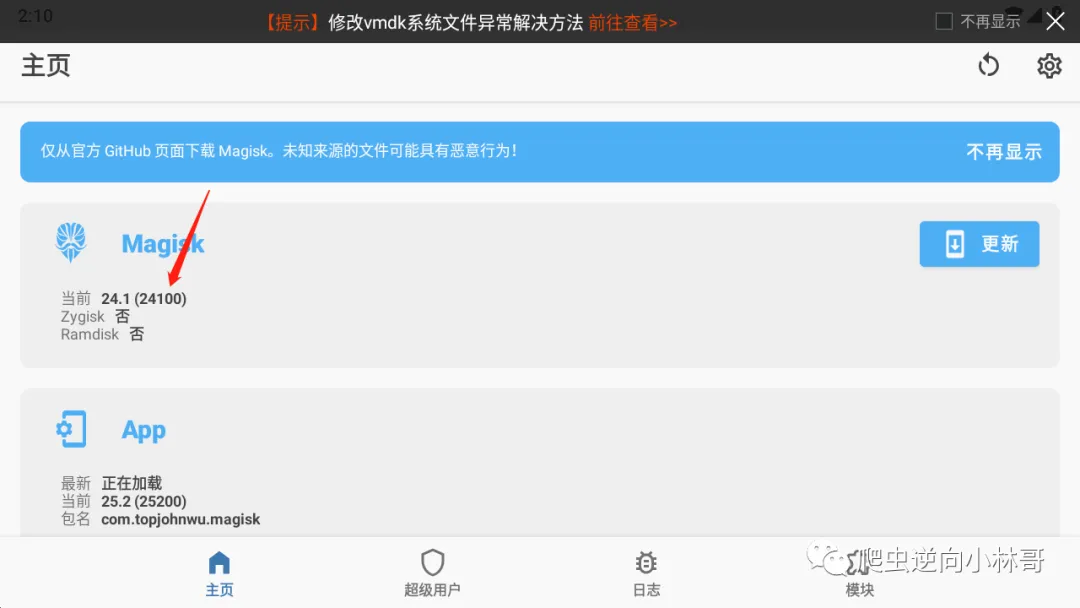 2:10
【提示】修改vmdk系统文件异常解决方法 前往查看>>
不再显示
主页
仅从官方 GitHub 页面下载 Magisk。未知来源的文件可能具有恶意行为！
不再显示
Magisk
更新
当前 24.1 (24100)
Zygisk 否
Ramdisk 否
App
最新 正在加载
当前 25.2 (25200)
包名 com.topjohnwu.magisk
爬虫逆向小林哥
主页
超级用户
日志
模块